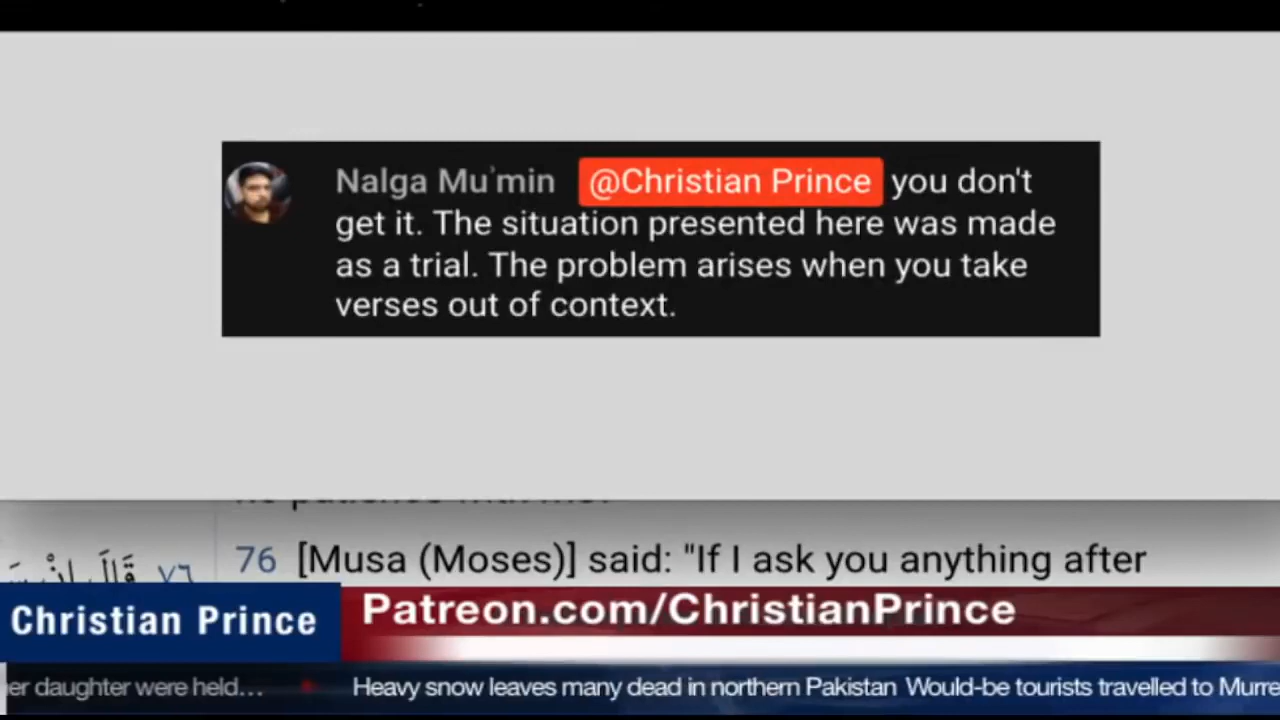 Nalga Mu'min @Christian Prince you don't
get it. The situation presented here was made
as a trial. The problem arises when you take
verses out of context.
76 [Musa (Moses)] said: "If I ask you anything after
٧٦ قَالَ إِنْ
Christian Prince
Patreon.com/ChristianPrince
er daughter were held... Heavy snow leaves many dead in northern Pakistan Would-be tourists travelled to Murre